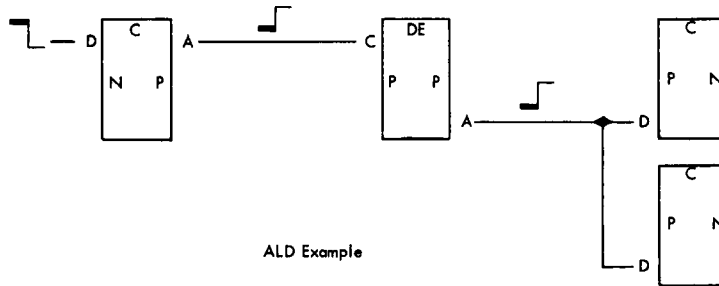 C DE C
D A C
N P P P P N
A D
C
P N
ALD Example
D